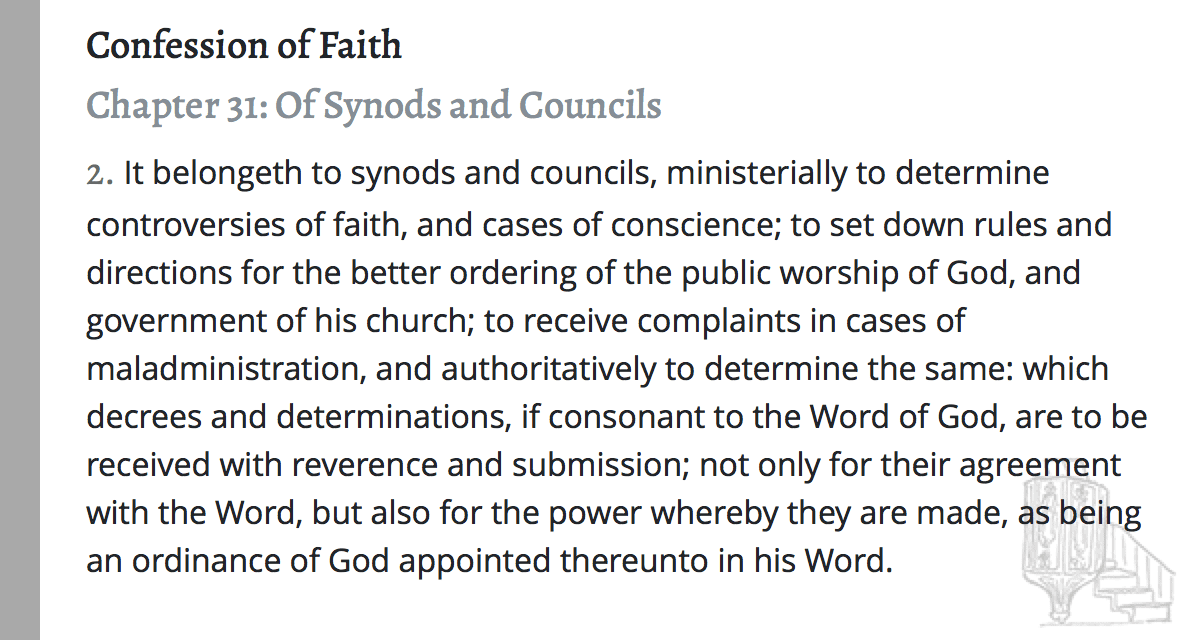 Confession of Faith
Chapter 31: Of Synods and Councils
2. It belongeth to synods and councils, ministerially to determine
controversies of faith, and cases of conscience; to set down rules and
directions for the better ordering of the public worship of God, and
government of his church; to receive complaints in cases of
maladministration, and authoritatively to determine the same: which
decrees and determinations, if consonant to the Word of God, are to be
received with reverence and submission; not only for their agreement
with the Word, but also for the power whereby they are made, as being
an ordinance of God appointed thereunto in his Word.